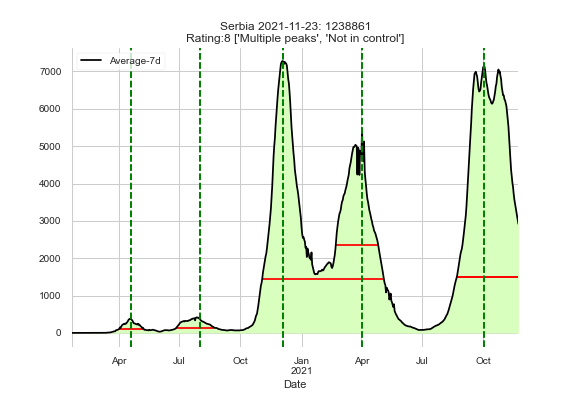 Serbia 2021-11-23: 1238861
Rating:8 ['Multiple peaks', 'Not in control']
Average-7d
7000
6000
5000
4000
3000
2000
1000
0
Apr Jul Oct Jan Apr Jul Oct
2021
Date